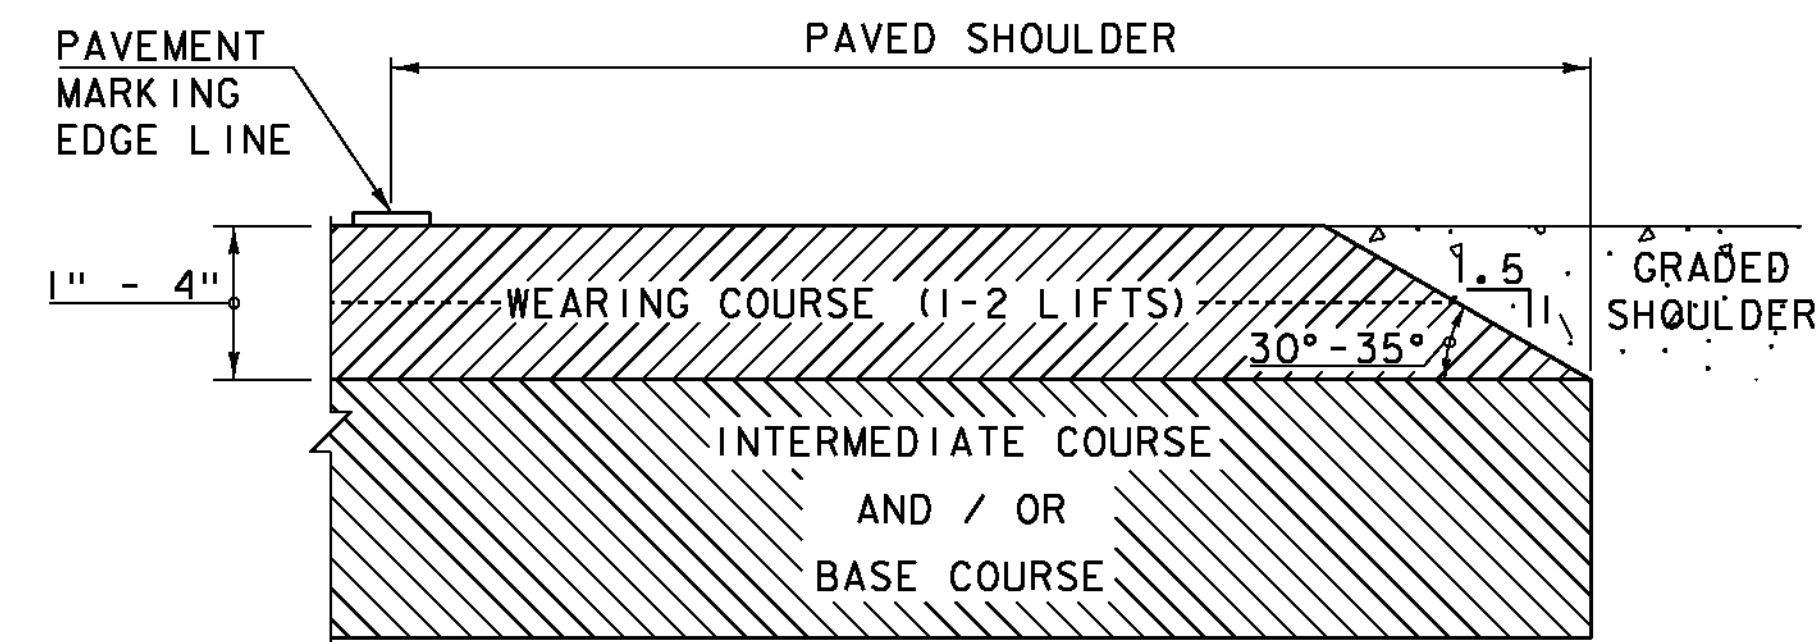 PAVEMENT
MARKING
EDGE LINE
PAVED SHOULDER
1" - 4"
WEARING COURSE (1-2 LIFTS)
1.5
1
30°-35°
GRADED
SHOULDER
INTERMEDIATE COURSE
AND / OR
BASE COURSE